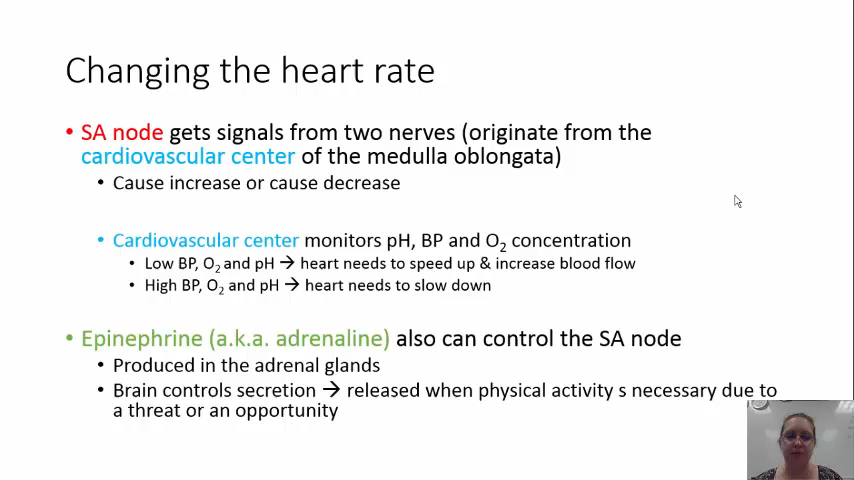 Changing the heart rate
• SA node gets signals from two nerves (originate from the
cardiovascular center of the medulla oblongata)
• Cause increase or cause decrease
• Cardiovascular center monitors pH, BP and O₂ concentration
• Low BP, O₂ and pH → heart needs to speed up & increase blood flow
• High BP, O₂ and pH → heart needs to slow down
• Epinephrine (a.k.a. adrenaline) also can control the SA node
• Produced in the adrenal glands
• Brain controls secretion → released when physical activity s necessary due to
a threat or an opportunity